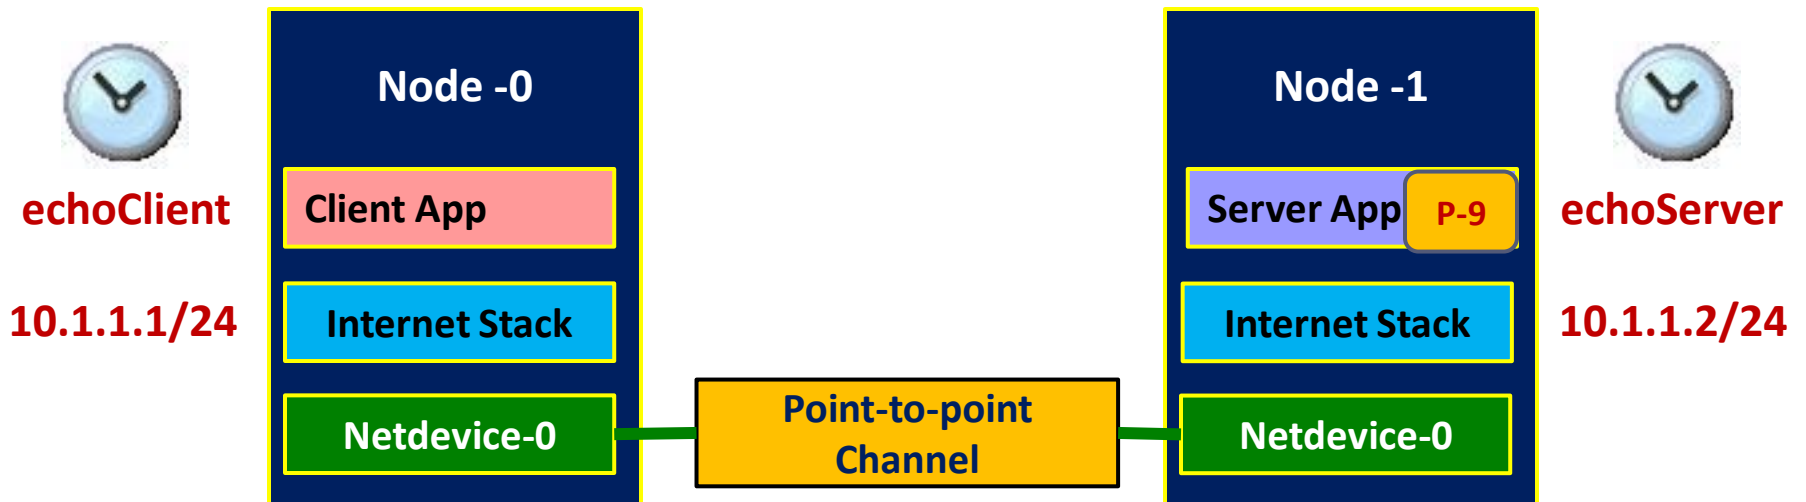 Node -0
Node -1
echoClient
Client App
Server App
P-9
echoServer
10.1.1.1/24
Internet Stack
Internet Stack
10.1.1.2/24
Netdevice-0
Point-to-point
Channel
Netdevice-0